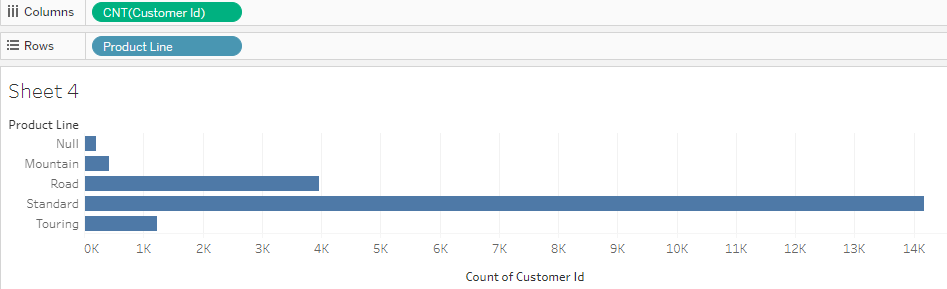 Columns CNT(Customer Id)
Rows Product Line
Sheet 4
Product Line
Null
Mountain
Road
Standard
Touring
0K 1K 2K 3K 4K 5K 6K 7K 8K 9K 10K 11K 12K 13K 14K
Count of Customer Id